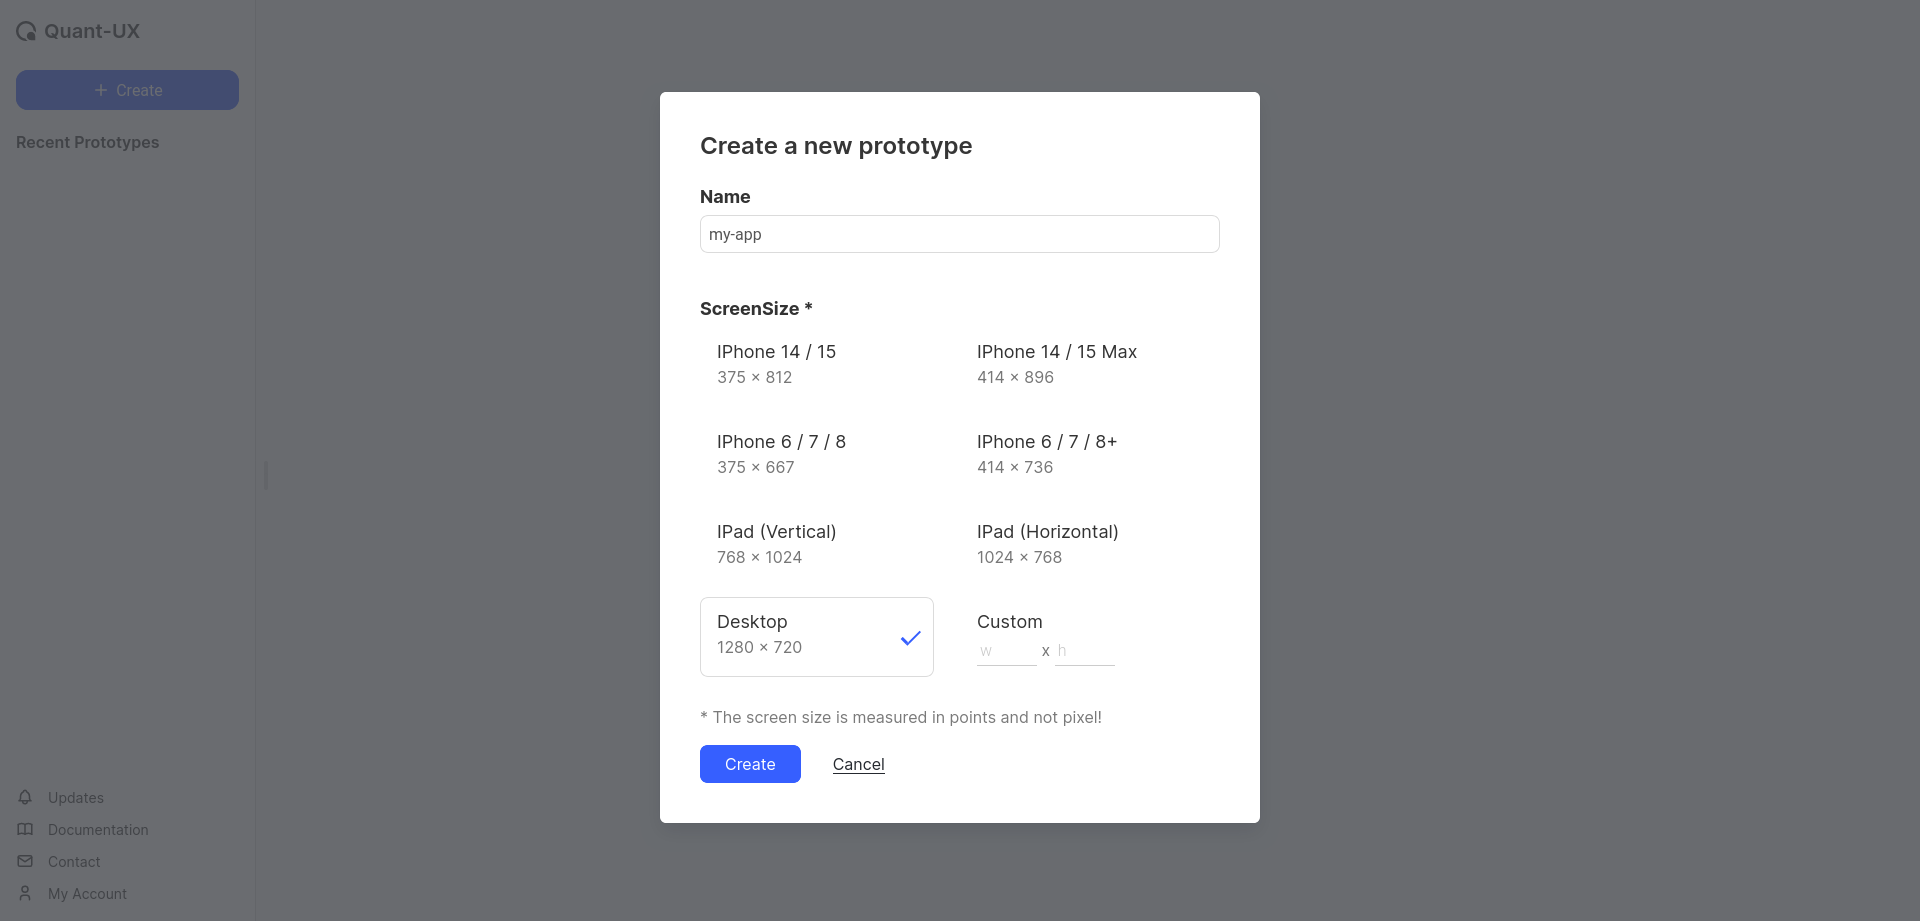 Quant-UX
Create
Recent Prototypes
Create a new prototype
Name
my-app
ScreenSize *
IPhone 14 / 15
375 × 812
IPhone 14 / 15 Max
414 × 896
IPhone 6 / 7 / 8
375 × 667
IPhone 6 / 7 / 8+
414 × 736
IPad (Vertical)
768 × 1024
IPad (Horizontal)
1024 × 768
Desktop
1280 × 720
Custom
w x h
* The screen size is measured in points and not pixel!
Create Cancel
Updates
Documentation
Contact
My Account